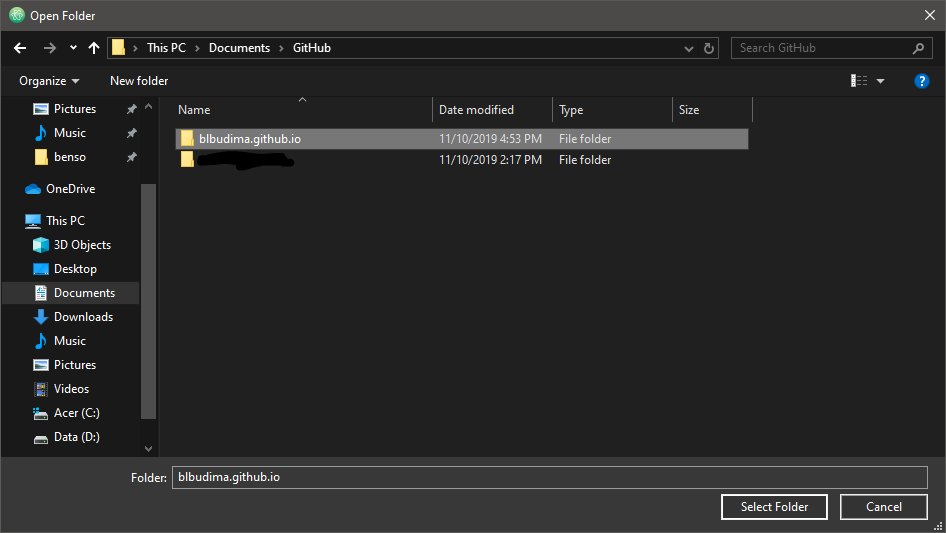 Open Folder
This PC > Documents > GitHub
Search GitHub
Organize
New folder
?
Pictures
Music
benso
OneDrive
This PC
3D Objects
Desktop
Documents
Downloads
Music
Pictures
Videos
Acer (C:)
Data (D:)
Name Date modified Type Size
blbudima.github.io 11/10/2019 4:53 PM File folder
11/10/2019 2:17 PM File folder
Folder: blbudima.github.io
Select Folder
Cancel